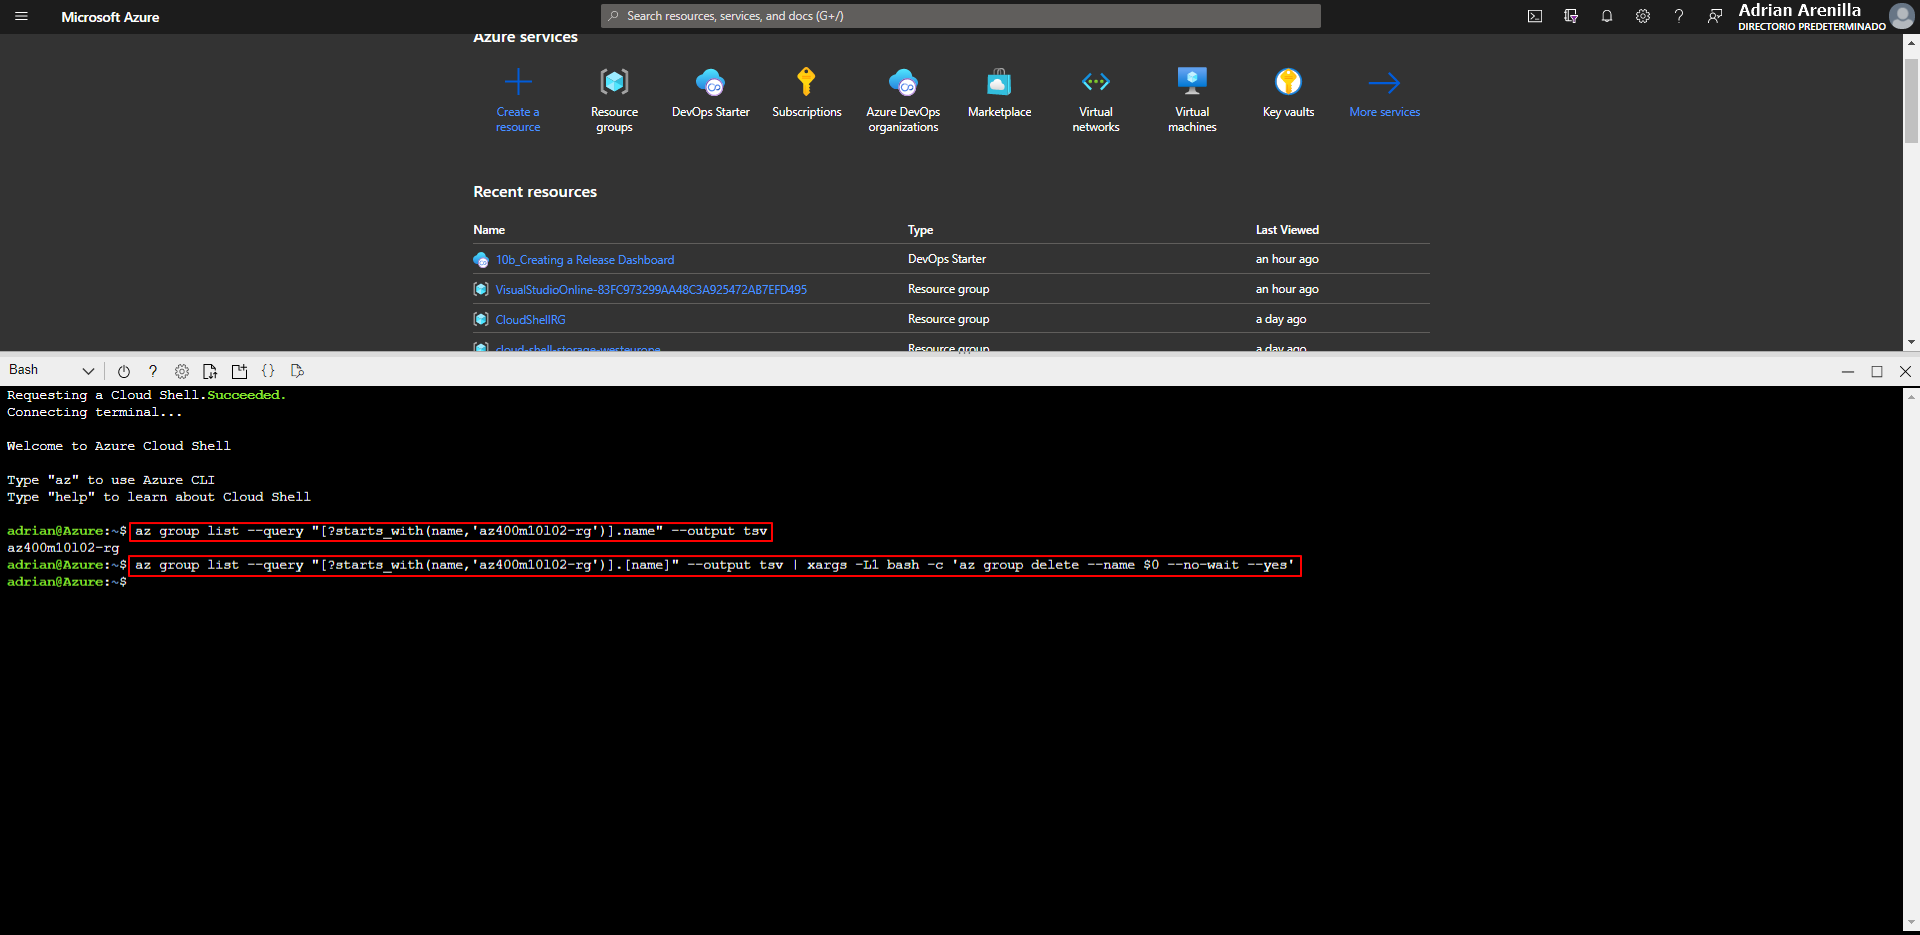 Microsoft Azure
Search resources, services, and docs (G+/)
Adrian Arenilla
DIRECTORIO PREDETERMINADO
Azure services
Create a resource
Resource groups
DevOps Starter
Subscriptions
Azure DevOps organizations
Marketplace
Virtual networks
Virtual machines
Key vaults
More services
Recent resources
Name Type Last Viewed
10b_Creating a Release Dashboard DevOps Starter an hour ago
VisualStudioOnline-83FC973299AA48C3A925472AB7EFD495 Resource group an hour ago
CloudShellRG Resource group a day ago
cloud-shell-storage-westeurope Resource group a day ago
Bash
Requesting a Cloud Shell.Succeeded.
Connecting terminal...
Welcome to Azure Cloud Shell
Type "az" to use Azure CLI
Type "help" to learn about Cloud Shell
adrian@Azure:~$ az group list --query "[?starts_with(name,'az400m10l02-rg')].name" --output tsv
az400m10l02-rg
adrian@Azure:~$ az group list --query "[?starts_with(name,'az400m10l02-rg')].[name]" --output tsv | xargs -L1 bash -c 'az group delete --name $0 --no-wait --yes'
adrian@Azure:~$